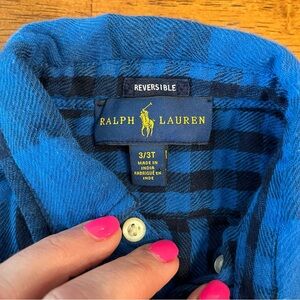 REVERSIBLE
RALPH LAUREN
3/3T
MADE IN
INDIA
FABRIQUÉ EN
INDE